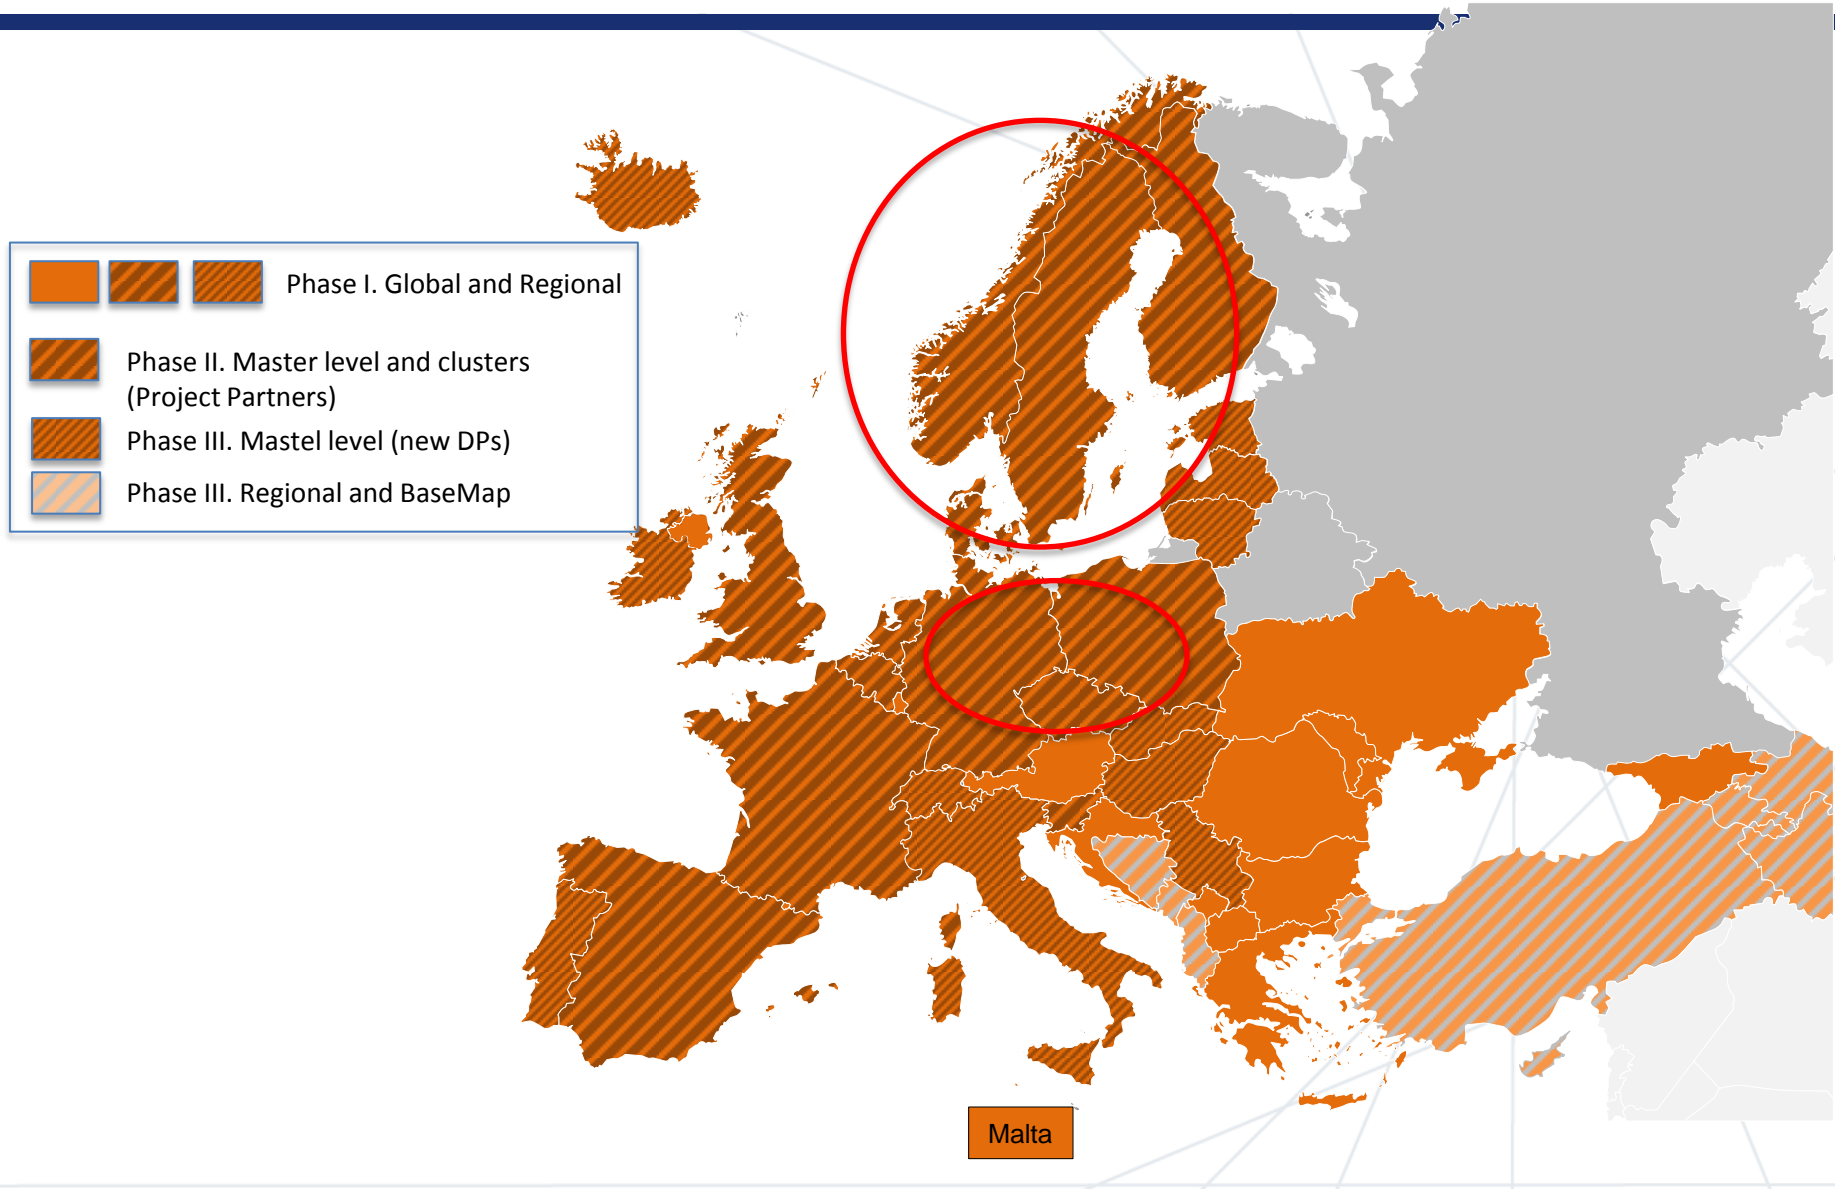 Phase I. Global and Regional
Phase II. Master level and clusters
(Project Partners)
Phase III. Mastel level (new DPs)
Phase III. Regional and BaseMap
Malta